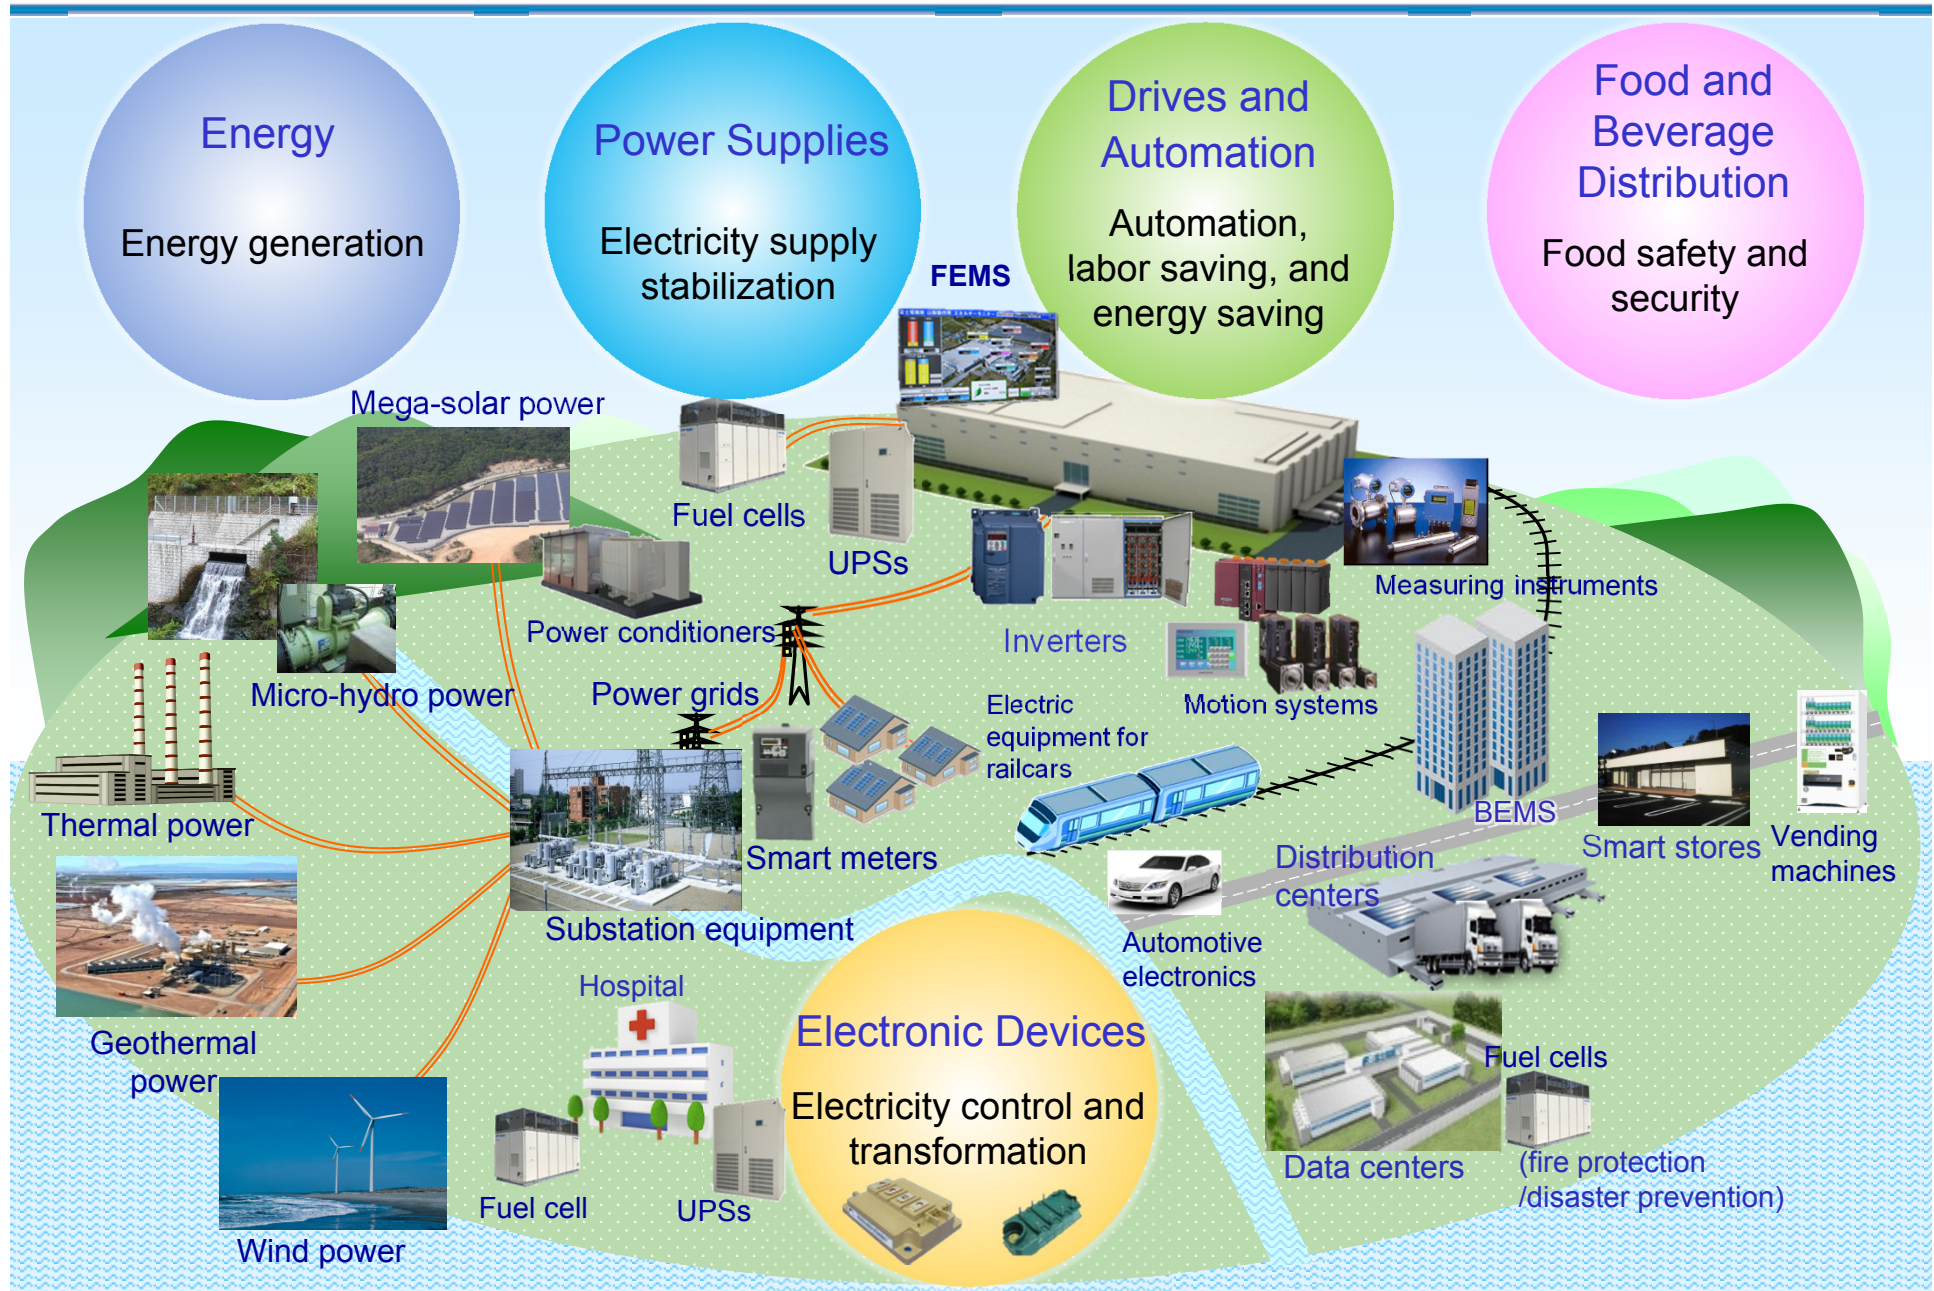 Energy
Energy generation
Power Supplies
Electricity supply
stabilization
Drives and
Automation
Automation,
labor saving, and
energy saving
Food and
Beverage
Distribution
Food safety and
security
FEMS
Mega-solar power
Fuel cells
UPSs
Measuring instruments
Power conditioners
Inverters
Micro-hydro power
Power grids
Electric
equipment for
railcars
Motion systems
Thermal power
Smart meters
BEMS
Smart stores
Vending
machines
Distribution
centers
Substation equipment
Automotive
electronics
Hospital
Geothermal
power
Electronic Devices
Electricity control and
transformation
Fuel cells
Data centers
(fire protection
/disaster prevention)
Fuel cell
UPSs
Wind power